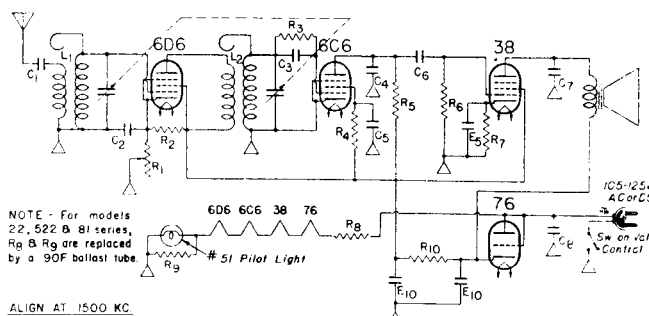 6D6
6C6
38
L1
L2
R3
C1
C3
C4
C6
C7
R5
R6
E5
R7
C2
R2
R4
C5
R1
105-125V
AC or DC
76
NOTE - For models
22, 522 & 81 series,
R8 & R9 are replaced
by a 90F ballast tube.
6D6 6C6 38 76
R8
R9
# 51 Pilot Light
R10
C8
Sw on Vol
Control
E10
E10
ALIGN AT 1500 KC.